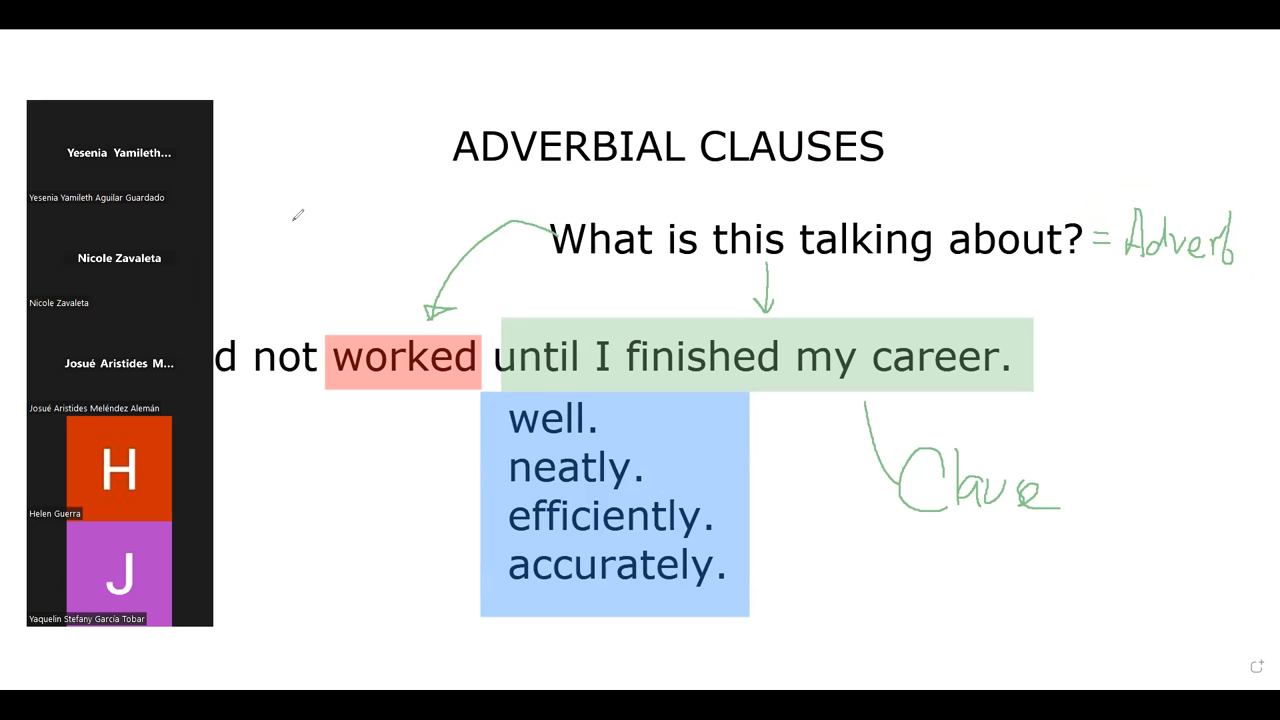 ADVERBIAL CLAUSES
What is this talking about? = Adverb
d not worked until I finished my career.
well.
neatly.
efficiently.
accurately.
Clause
Yesenia Yamileth...
Yesenia Yamileth Aguilar Guardado
Nicole Zavaleta
Nicole Zavaleta
Josué Aristides M...
Josué Aristides Meléndez Alemán
H
Helen Guerra
J
Yaquelin Stefany García Tobar